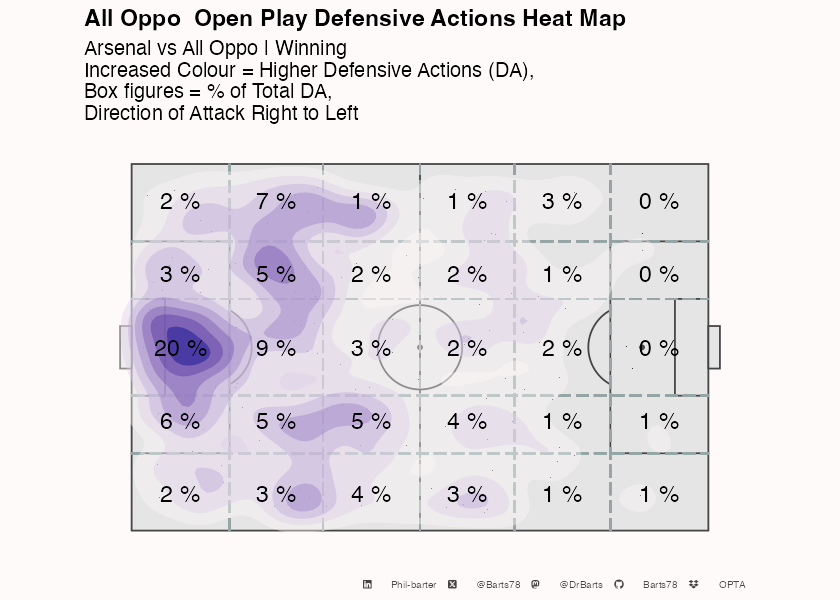 All Oppo  Open Play Defensive Actions Heat Map
Arsenal vs All Oppo | Winning
Increased Colour = Higher Defensive Actions (DA),
Box figures = % of Total DA,
Direction of Attack Right to Left
2 % 7 % 1 % 1 % 3 % 0 %
3 % 5 % 2 % 2 % 1 % 0 %
20 % 9 % 3 % 2 % 2 % 0 %
6 % 5 % 5 % 4 % 1 % 1 %
2 % 3 % 4 % 3 % 1 % 1 %
Phil-barter @Barts78 @DrBarts Barts78 OPTA